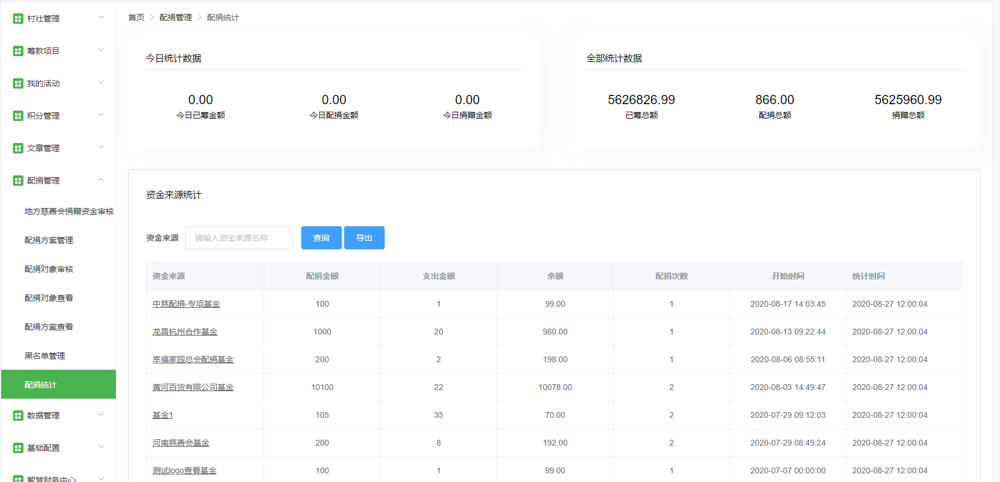 村社管理
筹款项目
我的活动
积分管理
文章管理
配捐管理
地方慈善会捐赠资金审核
配捐方案管理
配捐对象审核
配捐对象查看
配捐方案查看
黑名单管理
配捐统计
数据管理
基础配置
智慧财务中心
首页 > 配捐管理 > 配捐统计
今日统计数据
0.00 0.00 0.00
今日已筹金额 今日配捐金额 今日捐赠金额
全部统计数据
5626826.99 866.00 5625960.99
已筹总额 配捐总额 捐赠总额
资金来源统计
资金来源 请输入资金来源名称 查询 导出
资金来源 配捐金额 支出金额 余额 配捐次数 开始时间 统计时间
中慈配捐-专项基金 100 1 99.00 1 2020-08-17 14:03:45 2020-08-27 12:00:04
龙昌杭州合作基金 1000 20 980.00 1 2020-08-13 09:22:44 2020-08-27 12:00:04
幸福家园总会配捐基金 200 2 198.00 1 2020-08-06 08:55:11 2020-08-27 12:00:04
黄河百货有限公司基金 10100 22 10078.00 2 2020-08-03 14:49:47 2020-08-27 12:00:04
基金1 105 35 70.00 2 2020-07-29 09:12:03 2020-08-27 12:00:04
河南慈善会基金 200 8 192.00 2 2020-07-29 08:49:24 2020-08-27 12:00:04
测试logo查看基金 100 1 99.00 1 2020-07-07 00:00:00 2020-08-27 12:00:04